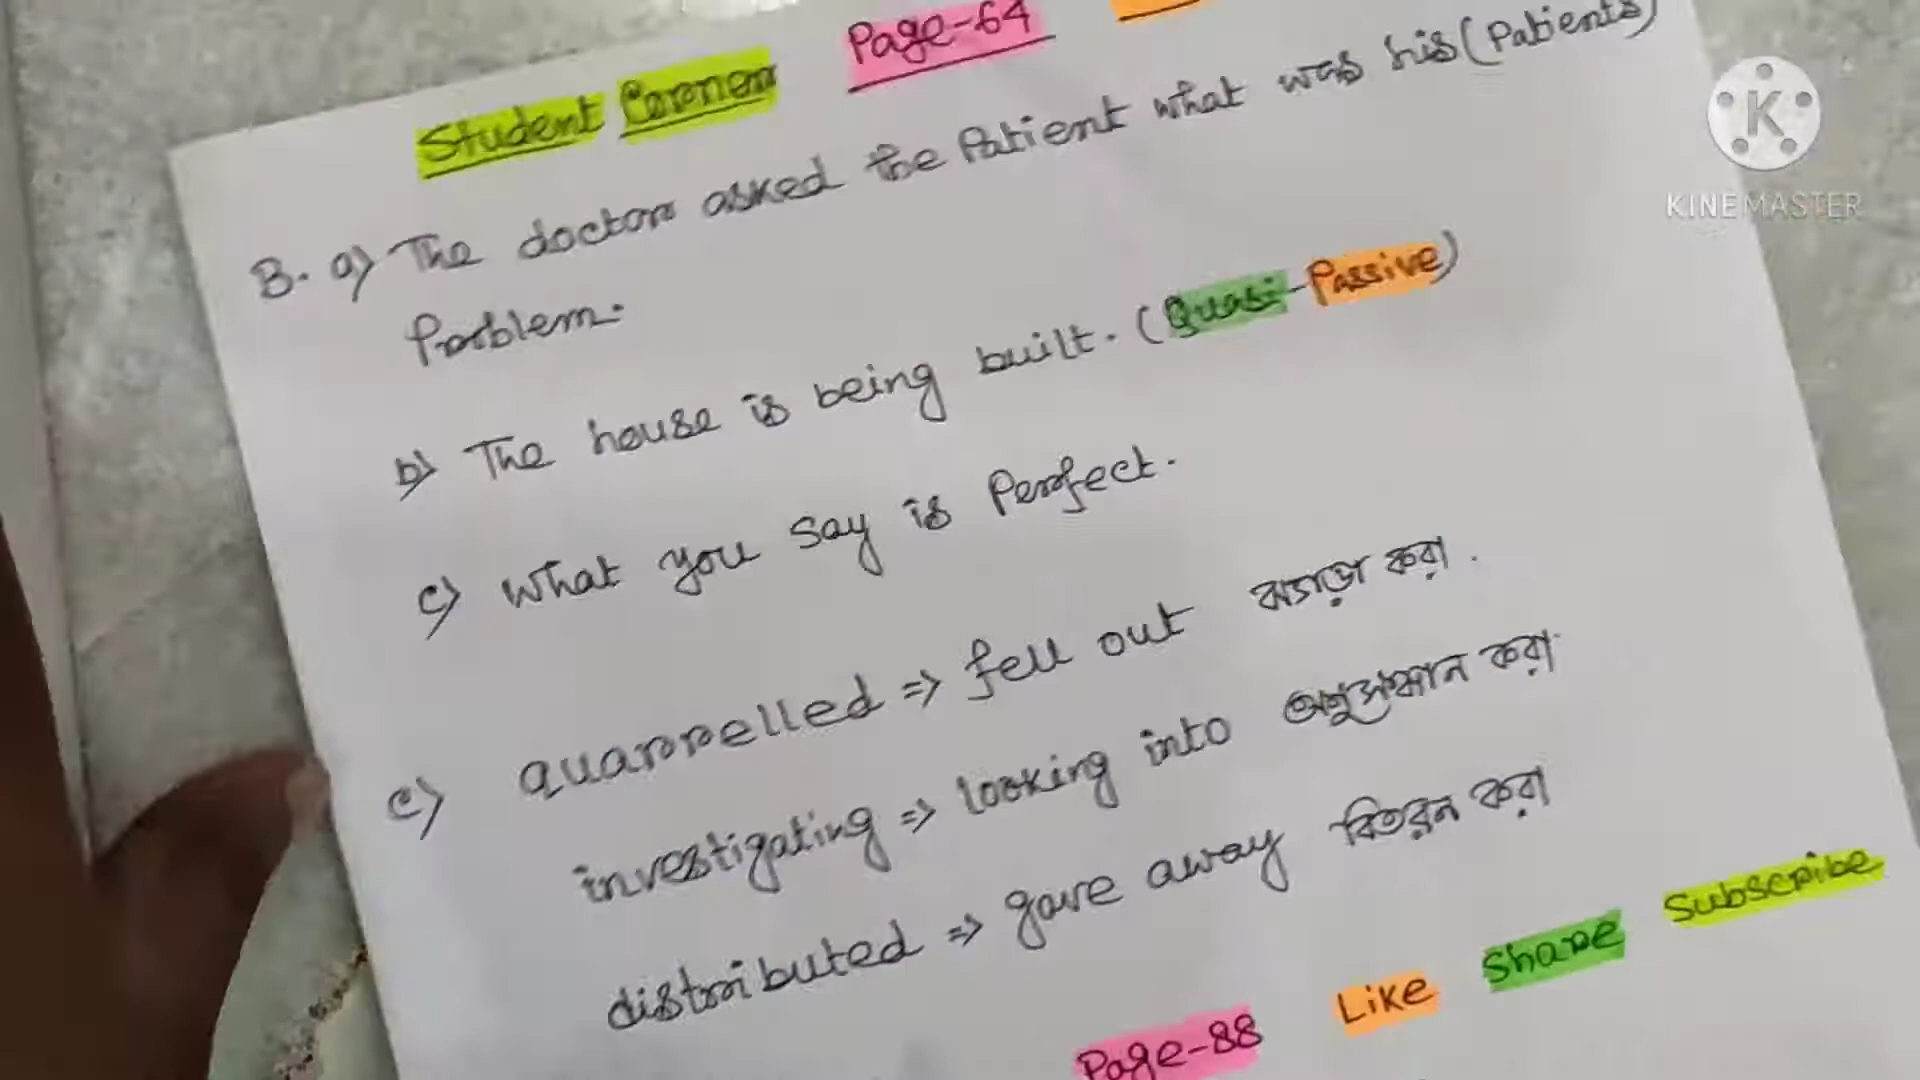 Student Corner Page-64
B. a) The doctor asked the Patient what was his (Patients)
Problem.
b) The house is being built. (Quasi-Passive)
c) What you say is Perfect.
c) quarrelled => fell out ঝগড়া করা.
investigating => looking into অনুসন্ধান করা
distributed => gave away বিতরন করা
Page-88 Like Share Subscribe
K
KINEMASTER